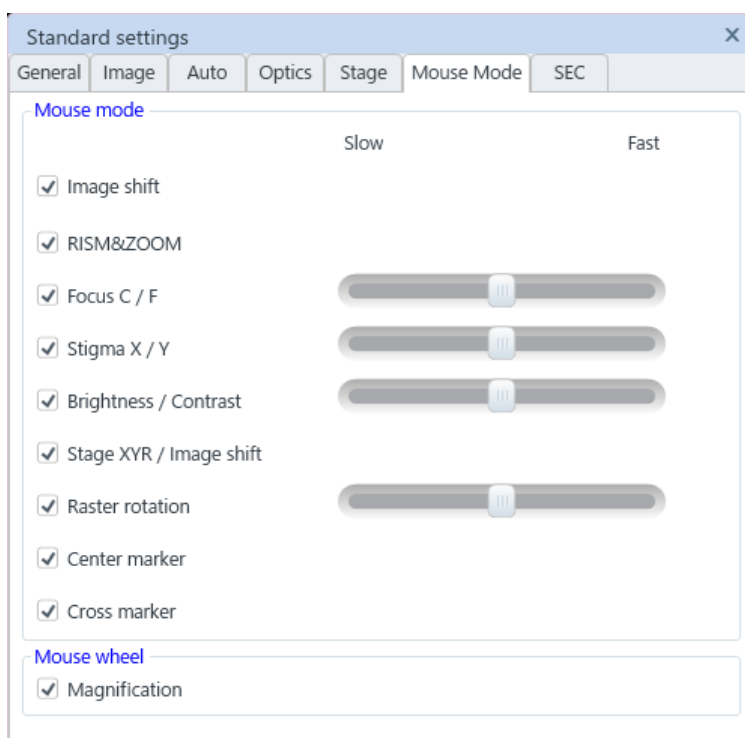 Standard settings
General Image Auto Optics Stage Mouse Mode SEC
Mouse mode
Slow Fast
Image shift
RISM&ZOOM
Focus C / F
Stigma X / Y
Brightness / Contrast
Stage XYR / Image shift
Raster rotation
Center marker
Cross marker
Mouse wheel
Magnification